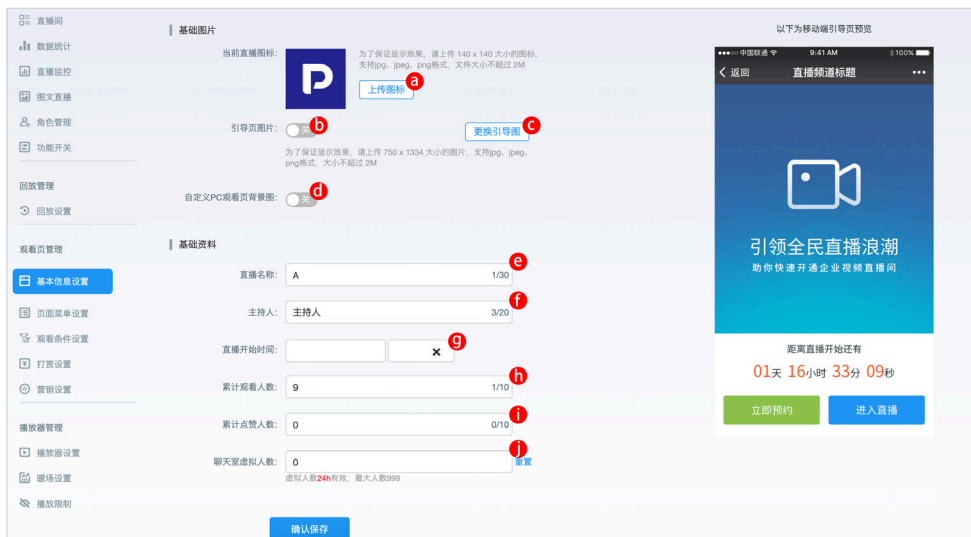 直播间
数据统计
直播监控
图文直播
角色管理
功能开关
回放管理
回放设置
观看页管理
基本信息设置
页面菜单设置
观看条件设置
打赏设置
营销设置
播放器管理
播放器设置
暖场设置
播放限制
基础图片
当前直播图标:
P
为了保证显示效果, 请上传 140 x 140 大小的图标,
支持jpg、jpeg、png格式, 文件大小不超过 2M
上传图标
a
引导页图片:
关
b
更换引导图
c
为了保证显示效果, 请上传 750 x 1334 大小的图片, 支持jpg、jpeg、
png格式, 大小不超过 2M
自定义PC观看页背景图:
关
d
基础资料
直播名称: A 1/30
e
主持人: 主持人 3/20
f
直播开始时间:
g
累计观看人数: 9 1/10
h
累计点赞人数: 0 0/10
i
聊天室虚拟人数: 0 重置
j
虚拟人数24h有效, 最大人数999
确认保存
以下为移动端引导页预览
中国联通 9:41 AM 100%
返回 直播频道标题
引领全民直播浪潮
助你快速开通企业视频直播间
距离直播开始还有
01天 16小时 33分 09秒
立即预约 进入直播